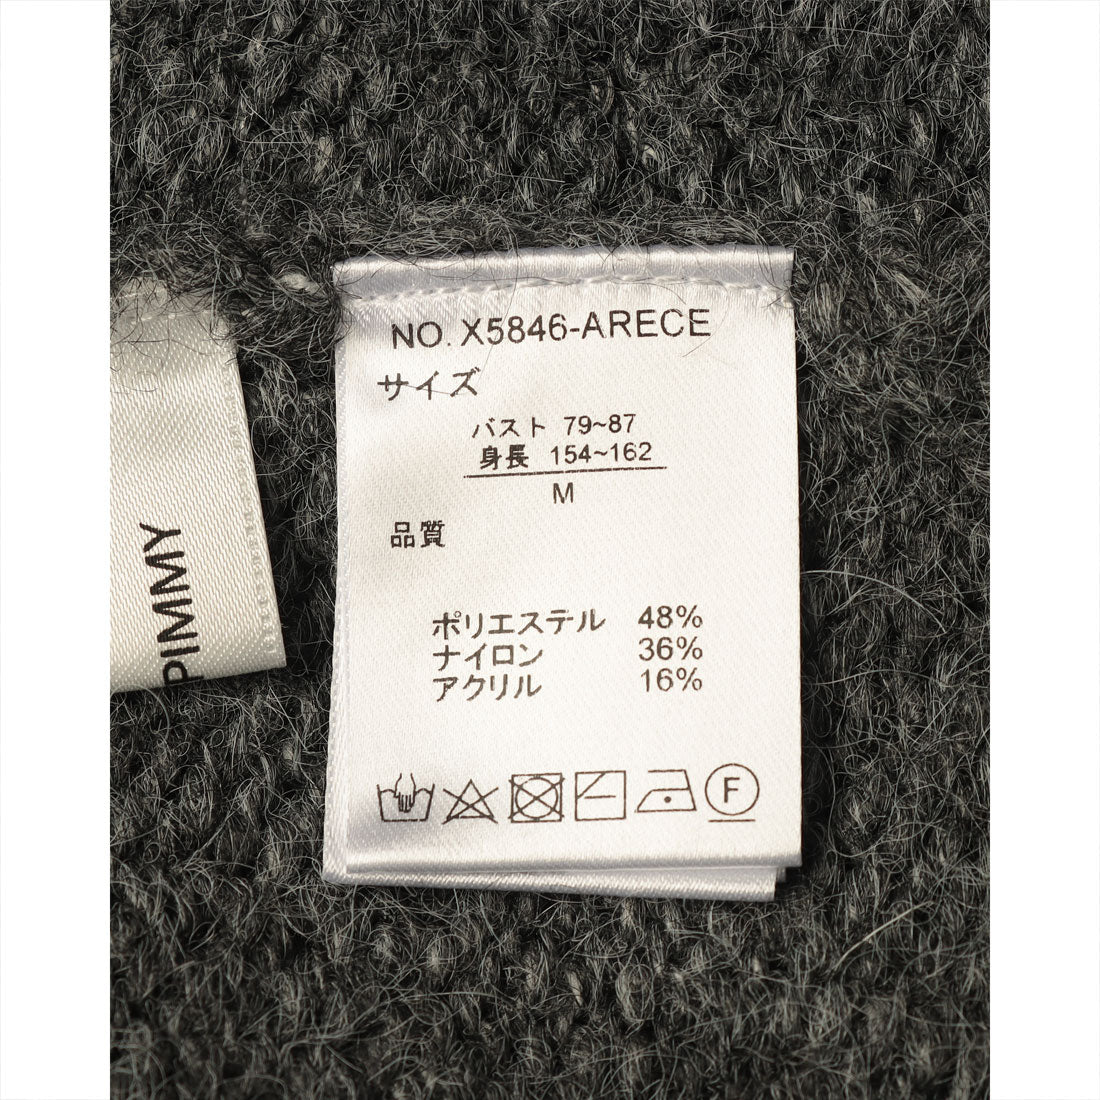 NO. X5846-ARECE
サイズ
バスト 79~87
身長 154~162
M
品質
ポリエステル 48%
ナイロン 36%
アクリル 16%
F
PIMMY